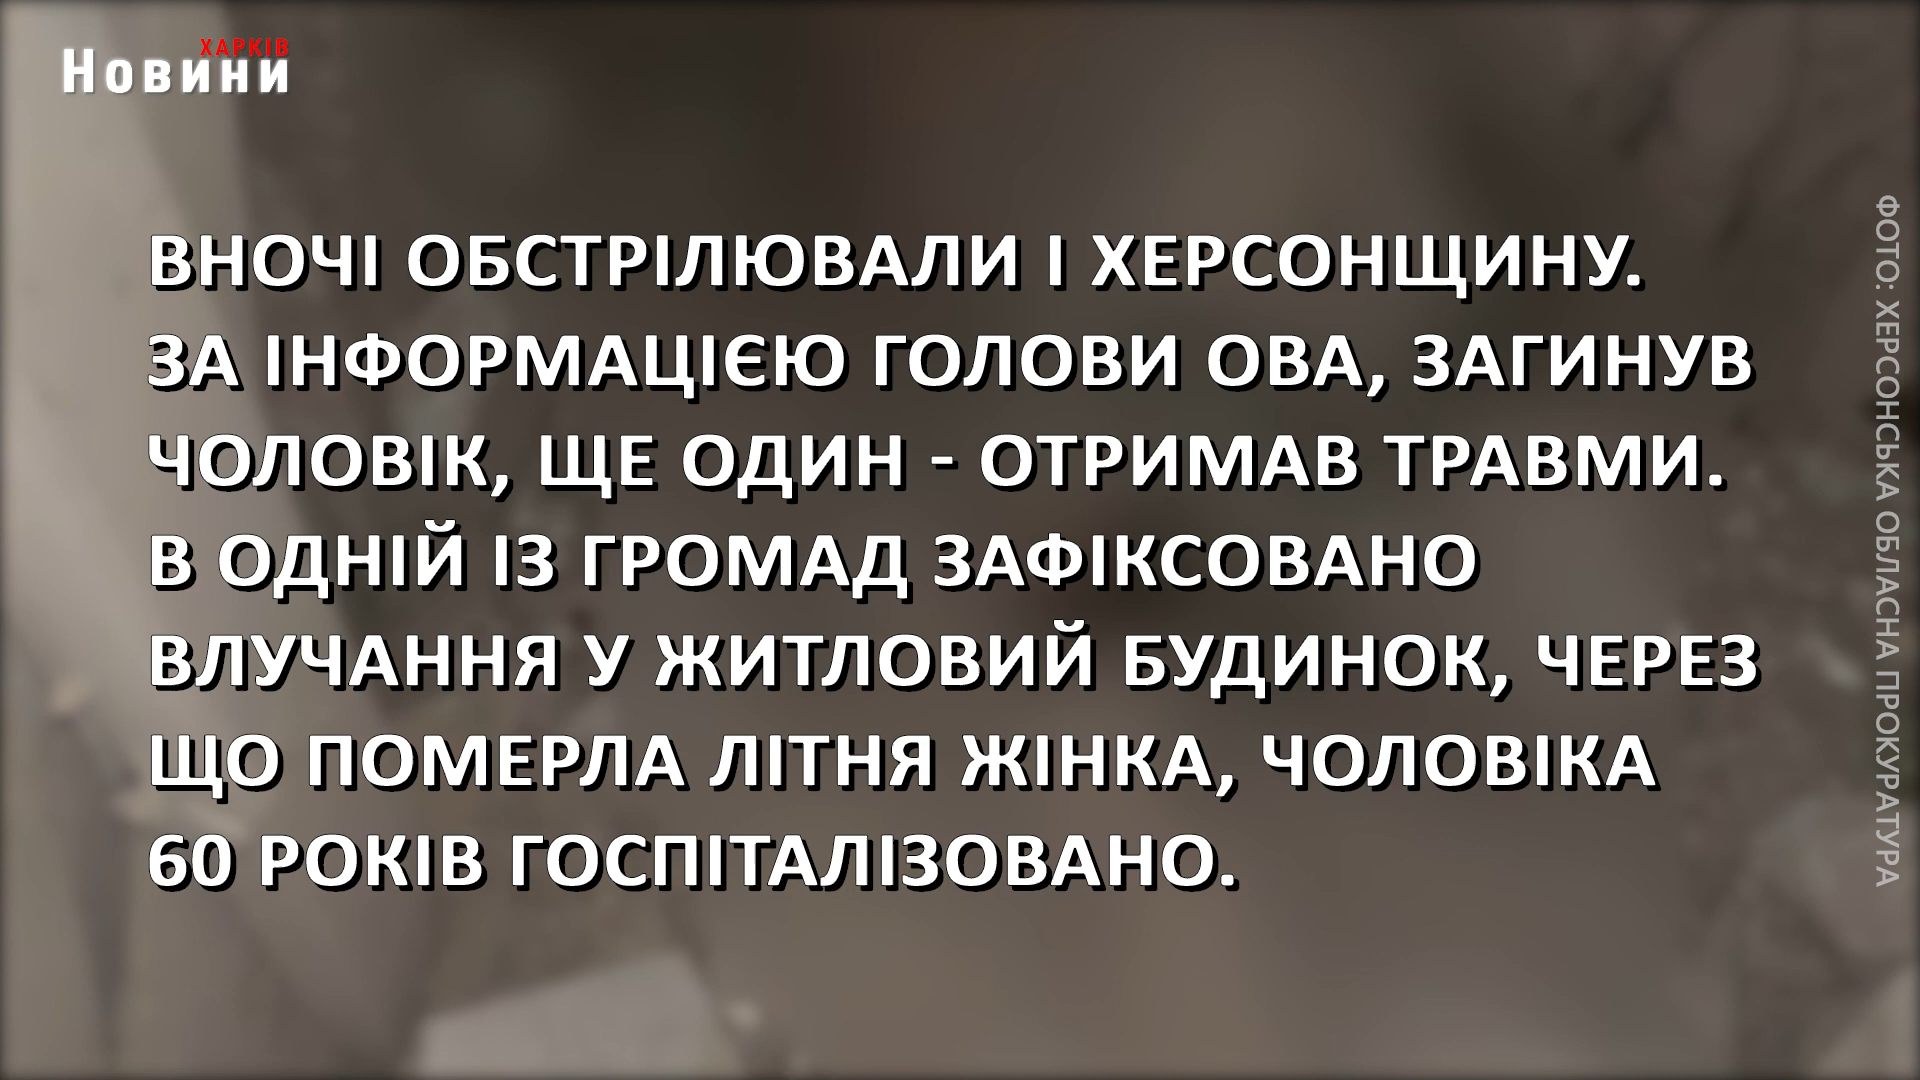 ХАРКІВ
Новини
ВНОЧІ ОБСТРІЛЮВАЛИ І ХЕРСОНЩИНУ.
ЗА ІНФОРМАЦІЄЮ ГОЛОВИ ОВА, ЗАГИНУВ
ЧОЛОВІК, ЩЕ ОДИН - ОТРИМАВ ТРАВМИ.
В ОДНІЙ ІЗ ГРОМАД ЗАФІКСОВАНО
ВЛУЧАННЯ У ЖИТЛОВИЙ БУДИНОК, ЧЕРЕЗ
ЩО ПОМЕРЛА ЛІТНЯ ЖІНКА, ЧОЛОВІКА
60 РОКІВ ГОСПІТАЛІЗОВАНО.
ФОТО: ХЕРСОНСЬКА ОБЛАСНА ПРОКУРАТУРА